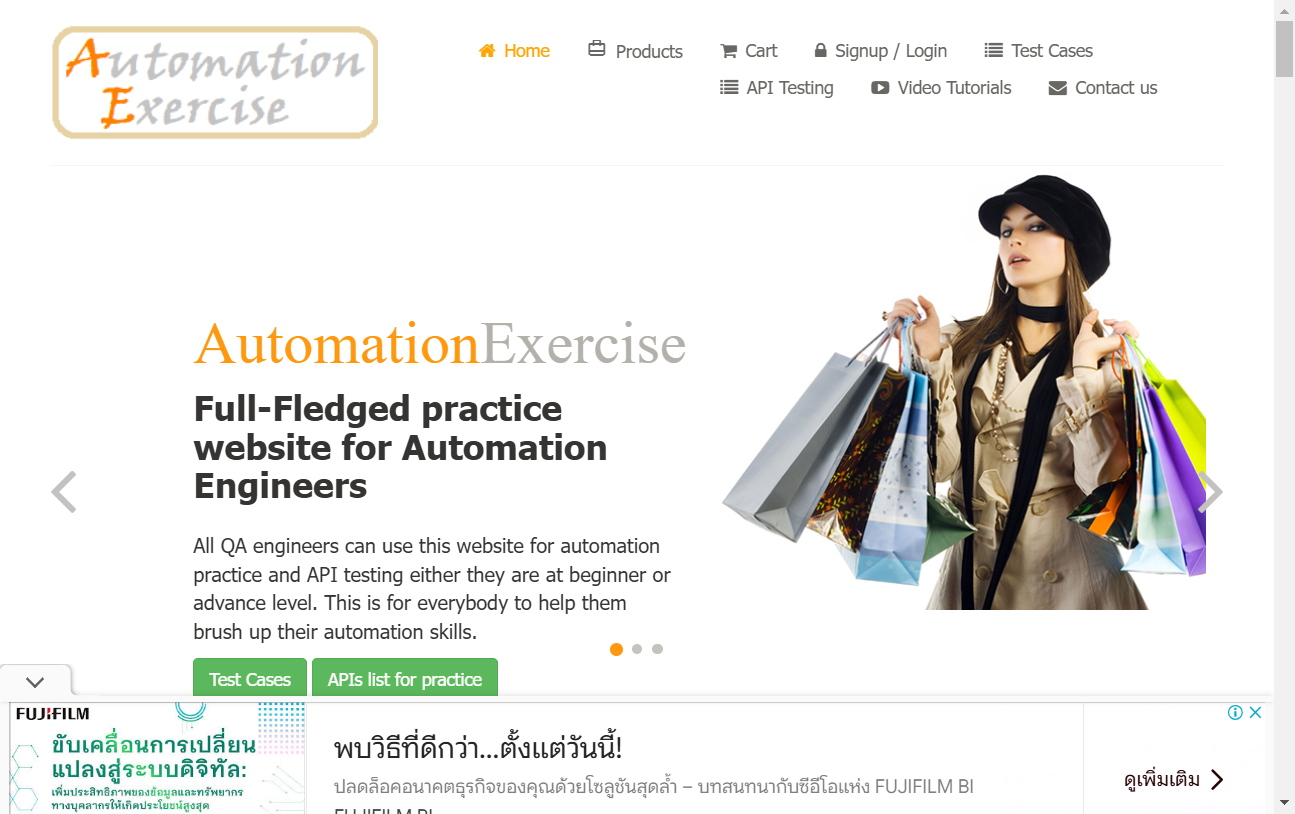 Automation
Exercise
Home
Products
Cart
Signup / Login
Test Cases
API Testing
Video Tutorials
Contact us
AutomationExercise
Full-Fledged practice
website for Automation
Engineers
All QA engineers can use this website for automation
practice and API testing either they are at beginner or
advance level. This is for everybody to help them
brush up their automation skills.
Test Cases
APIs list for practice
FUJIFILM
ขับเคลื่อนการเปลี่ยน
แปลงสู่ระบบดิจิทัล:
เพิ่มประสิทธิภาพของข้อมูลและทรัพยากร
ทางบุคลากรให้เกิดประโยชน์สูงสุด
พบวิธีที่ดีกว่า...ตั้งแต่วันนี้!
ปลดล็อคอนาคตธุรกิจของคุณด้วยโซลูชันสุดล้ำ – บทสนทนากับซีอีโอแห่ง FUJIFILM BI
FUJIFILM BI
ดูเพิ่มเติม